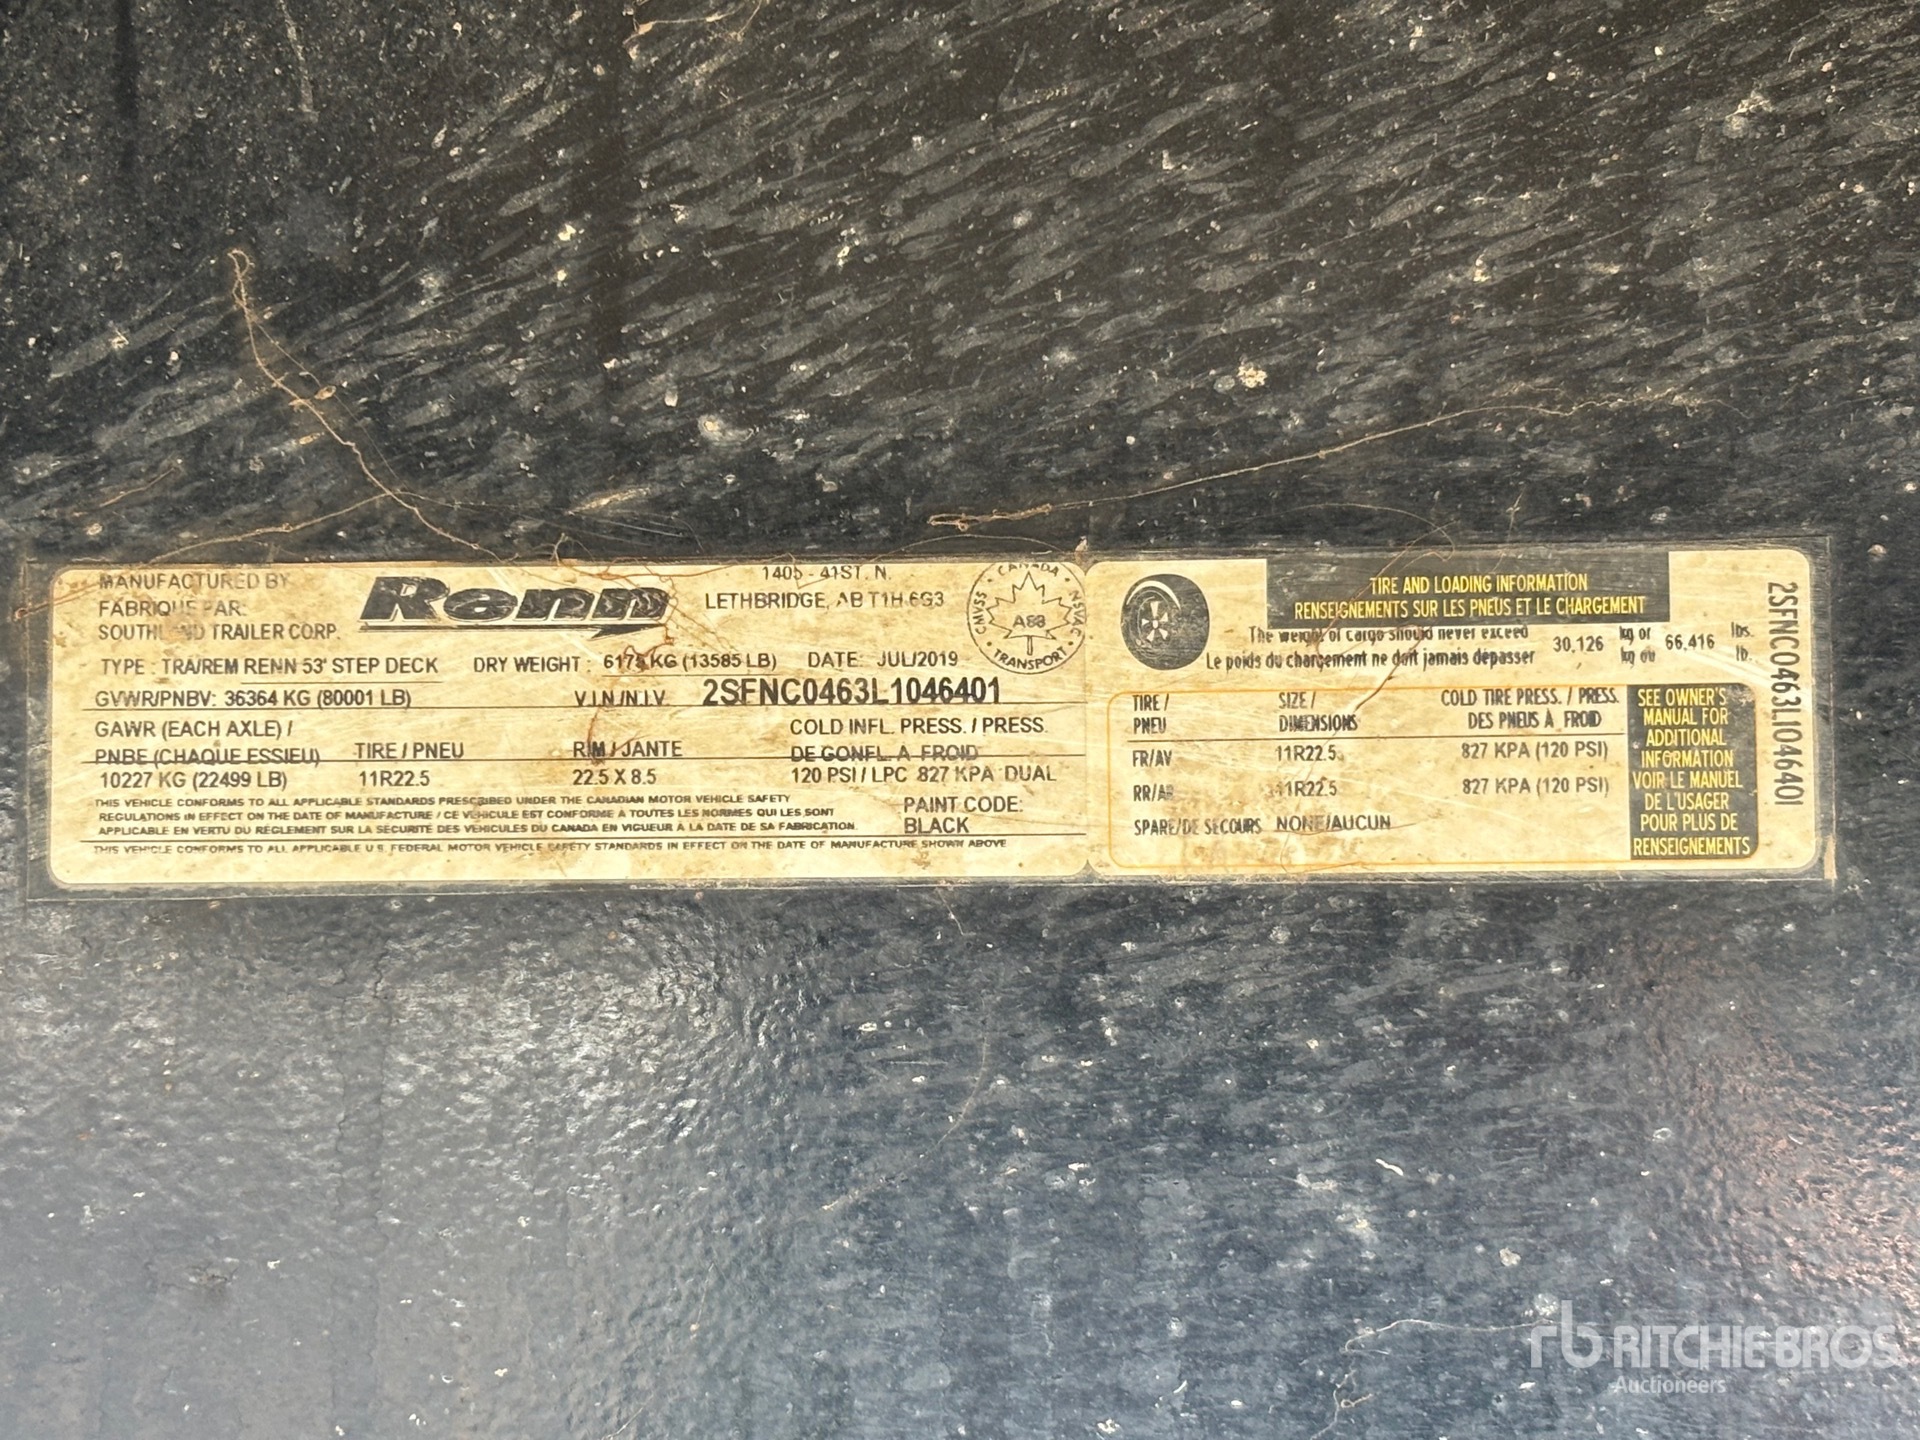 MANUFACTURED BY
FABRIQUE PAR:
SOUTHLAND TRAILER CORP.
Renn
1405 - 41ST. N.
LETHBRIDGE, AB T1H 6G3
CANADA
CMVSS NSVAC
TRANSPORT
TYPE : TRA/REM RENN 53' STEP DECK DRY WEIGHT : 6175 KG (13585 LB) DATE: JUL/2019
GVWR/PNBV: 36364 KG (80001 LB) V.I.N/N.I.V. 2SFNC0463L1046401
GAWR (EACH AXLE) / COLD INFL. PRESS. / PRESS.
PNBE (CHAQUE ESSIEU) TIRE / PNEU RIM / JANTE DE GONFL. A FROID
10227 KG (22499 LB) 11R22.5 22.5 X 8.5 120 PSI / LPC 827 KPA DUAL
THIS VEHICLE CONFORMS TO ALL APPLICABLE STANDARDS PRESCRIBED UNDER THE CANADIAN MOTOR VEHICLE SAFETY
REGULATIONS IN EFFECT ON THE DATE OF MANUFACTURE / CE VEHICULE EST CONFORME A TOUTES LES NORMES QUI LES SONT
APPLICABLE EN VERTU DU REGLEMENT SUR LA SECURITE DES VEHICULES DU CANADA EN VIGUEUR À LA DATE DE SA FABRICATION.
PAINT CODE:
BLACK
THIS VEHICLE CONFORMS TO ALL APPLICABLE U.S. FEDERAL MOTOR VEHICLE SAFETY STANDARDS IN EFFECT ON THE DATE OF MANUFACTURE SHOWN ABOVE
TIRE AND LOADING INFORMATION
RENSEIGNEMENTS SUR LES PNEUS ET LE CHARGEMENT
The weight of cargo should never exceed 30,126 kg or 66,416 lbs.
Le poids du chargement ne doit jamais dépasser kg ou lb.
TIRE / SIZE / COLD TIRE PRESS. / PRESS.
PNEU DIMENSIONS DES PNEUS À FROID
FR/AV 11R22.5 827 KPA (120 PSI)
RR/AR 11R22.5 827 KPA (120 PSI)
SPARE/DE SECOURS NONE/AUCUN
SEE OWNER'S
MANUAL FOR
ADDITIONAL
INFORMATION
VOIR LE MANUEL
DE L'USAGER
POUR PLUS DE
RENSEIGNEMENTS
2SFNC0463L1046401
rb RITCHIE BROS
Auctioneers